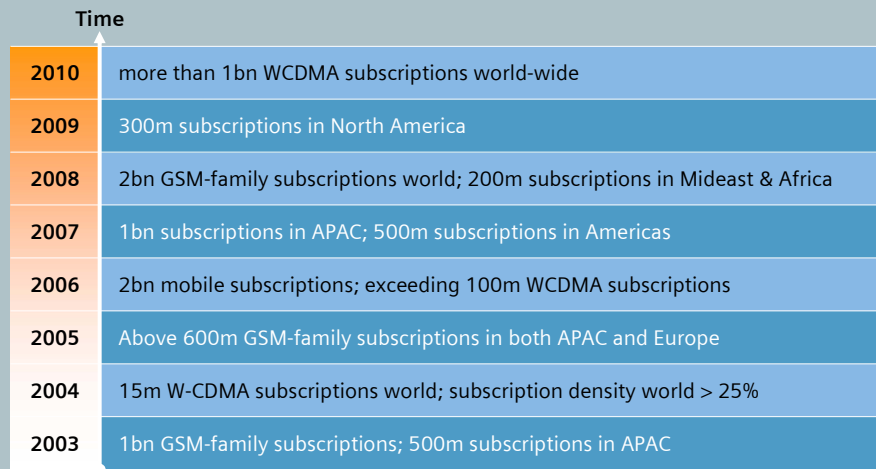 Time
2010 more than 1bn WCDMA subscriptions world-wide
2009 300m subscriptions in North America
2008 2bn GSM-family subscriptions world; 200m subscriptions in Mideast & Africa
2007 1bn subscriptions in APAC; 500m subscriptions in Americas
2006 2bn mobile subscriptions; exceeding 100m WCDMA subscriptions
2005 Above 600m GSM-family subscriptions in both APAC and Europe
2004 15m W-CDMA subscriptions world; subscription density world > 25%
2003 1bn GSM-family subscriptions; 500m subscriptions in APAC